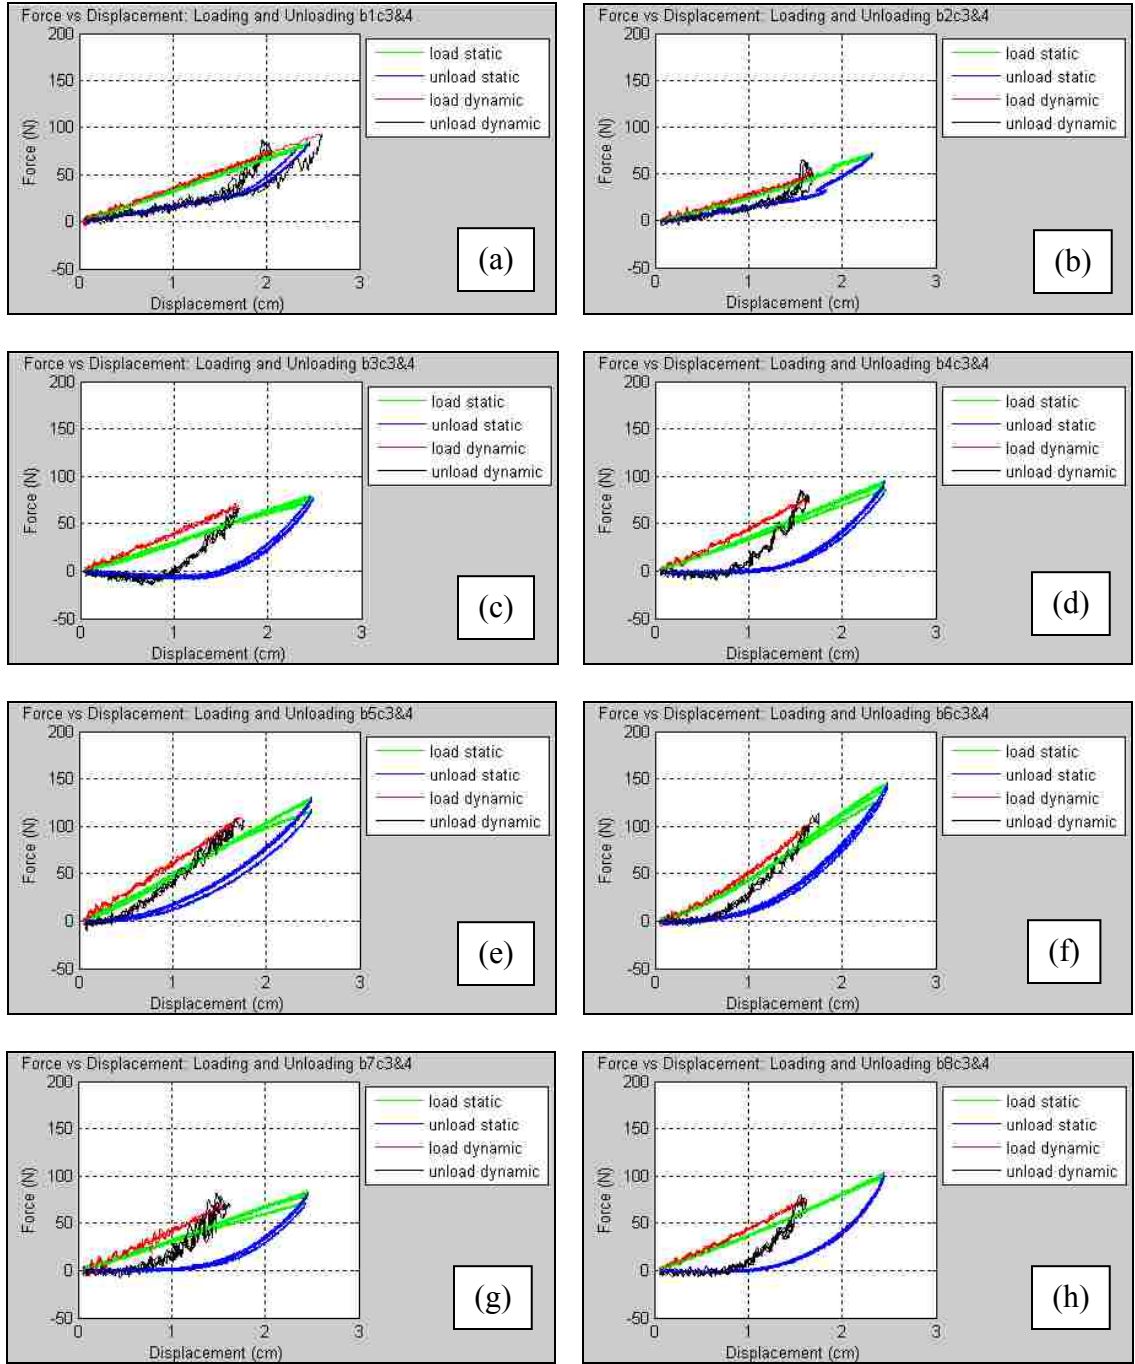 Force vs Displacement: Loading and Unloading b1c3&4
200
150
100
50
0
-50
0 1 2 3
Force (N)
Displacement (cm)
load static
unload static
load dynamic
unload dynamic
(a)
Force vs Displacement: Loading and Unloading b2c3&4
200
150
100
50
0
-50
0 1 2 3
Force (N)
Displacement (cm)
load static
unload static
load dynamic
unload dynamic
(b)
Force vs Displacement: Loading and Unloading b3c3&4
200
150
100
50
0
-50
0 1 2 3
Force (N)
Displacement (cm)
load static
unload static
load dynamic
unload dynamic
(c)
Force vs Displacement: Loading and Unloading b4c3&4
200
150
100
50
0
-50
0 1 2 3
Force (N)
Displacement (cm)
load static
unload static
load dynamic
unload dynamic
(d)
Force vs Displacement: Loading and Unloading b5c3&4
200
150
100
50
0
-50
0 1 2 3
Force (N)
Displacement (cm)
load static
unload static
load dynamic
unload dynamic
(e)
Force vs Displacement: Loading and Unloading b6c3&4
200
150
100
50
0
-50
0 1 2 3
Force (N)
Displacement (cm)
load static
unload static
load dynamic
unload dynamic
(f)
Force vs Displacement: Loading and Unloading b7c3&4
200
150
100
50
0
-50
0 1 2 3
Force (N)
Displacement (cm)
load static
unload static
load dynamic
unload dynamic
(g)
Force vs Displacement: Loading and Unloading b8c3&4
200
150
100
50
0
-50
0 1 2 3
Force (N)
Displacement (cm)
load static
unload static
load dynamic
unload dynamic
(h)